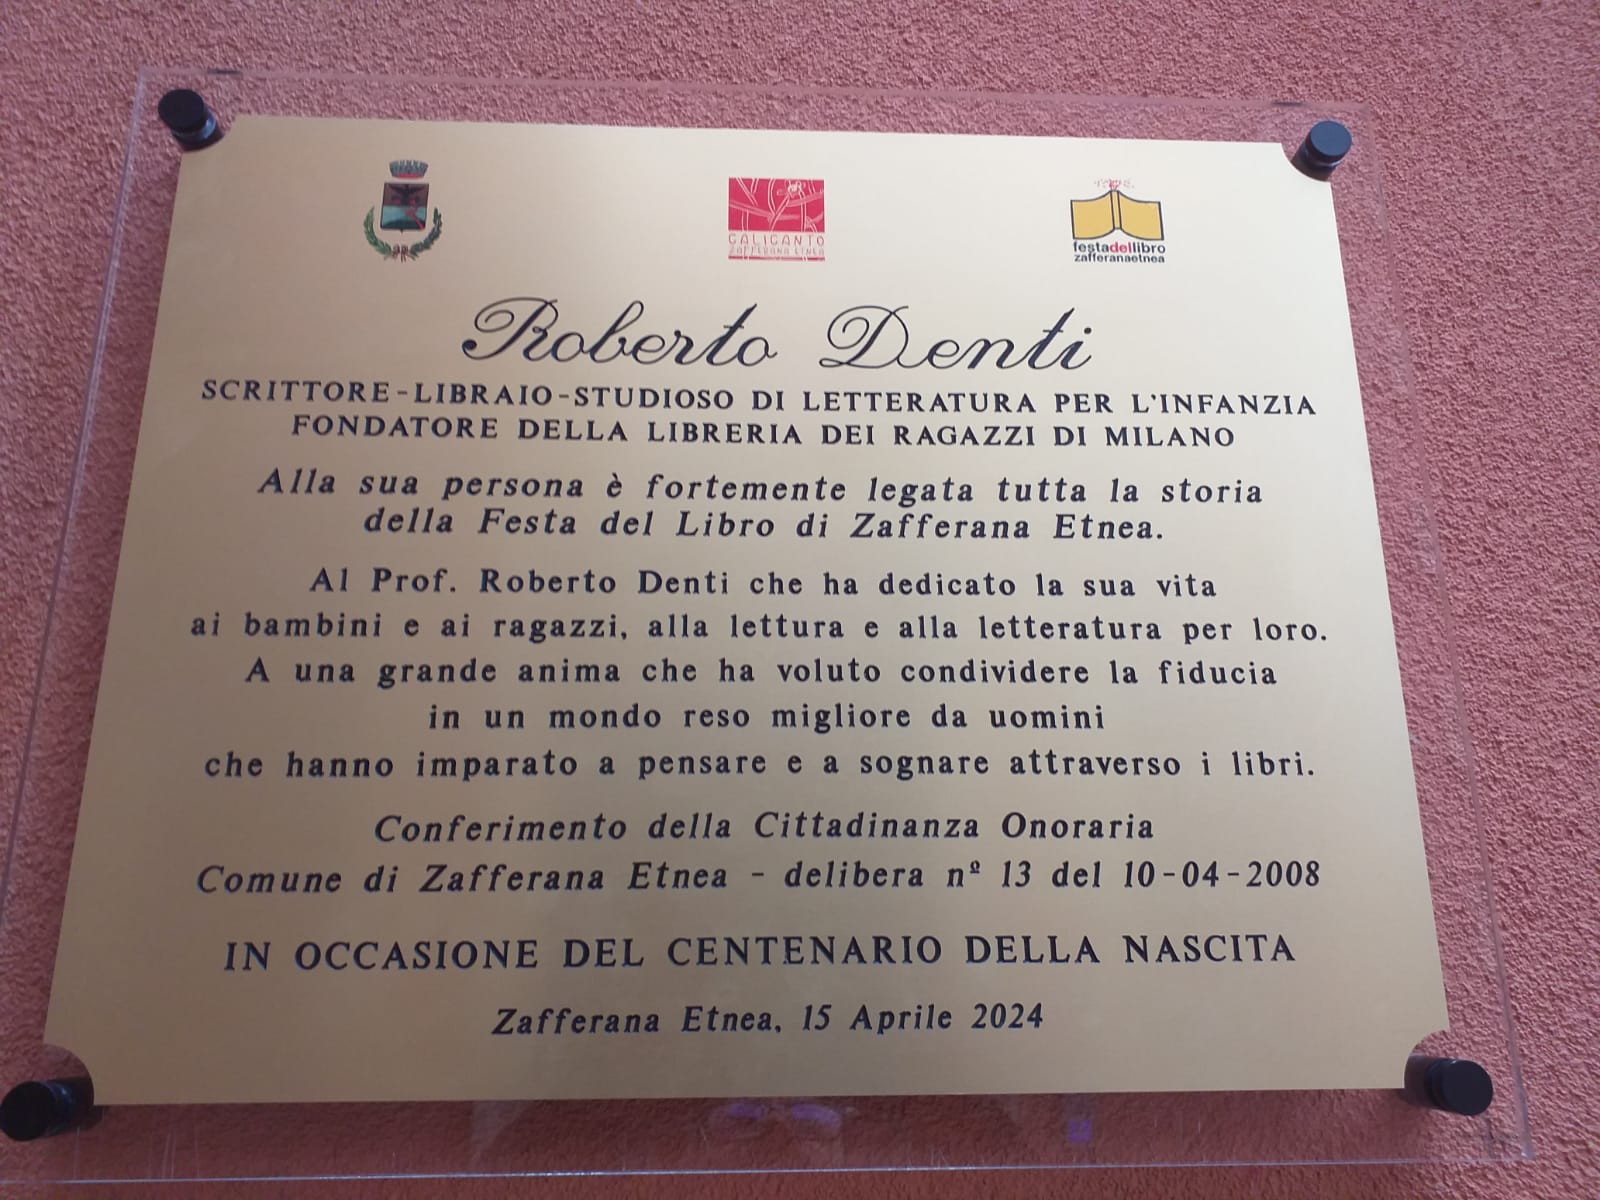 GALIGANTO
ZAFFERANA ETNEA
festadellibro
zafferanaetnea
Roberto Denti
SCRITTORE-LIBRAIO-STUDIOSO DI LETTERATURA PER L'INFANZIA
FONDATORE DELLA LIBRERIA DEI RAGAZZI DI MILANO
Alla sua persona è fortemente legata tutta la storia
della Festa del Libro di Zafferana Etnea.
Al Prof. Roberto Denti che ha dedicato la sua vita
ai bambini e ai ragazzi, alla lettura e alla letteratura per loro.
A una grande anima che ha voluto condividere la fiducia
in un mondo reso migliore da uomini
che hanno imparato a pensare e a sognare attraverso i libri.
Conferimento della Cittadinanza Onoraria
Comune di Zafferana Etnea - delibera nº 13 del 10-04-2008
IN OCCASIONE DEL CENTENARIO DELLA NASCITA
Zafferana Etnea, 15 Aprile 2024